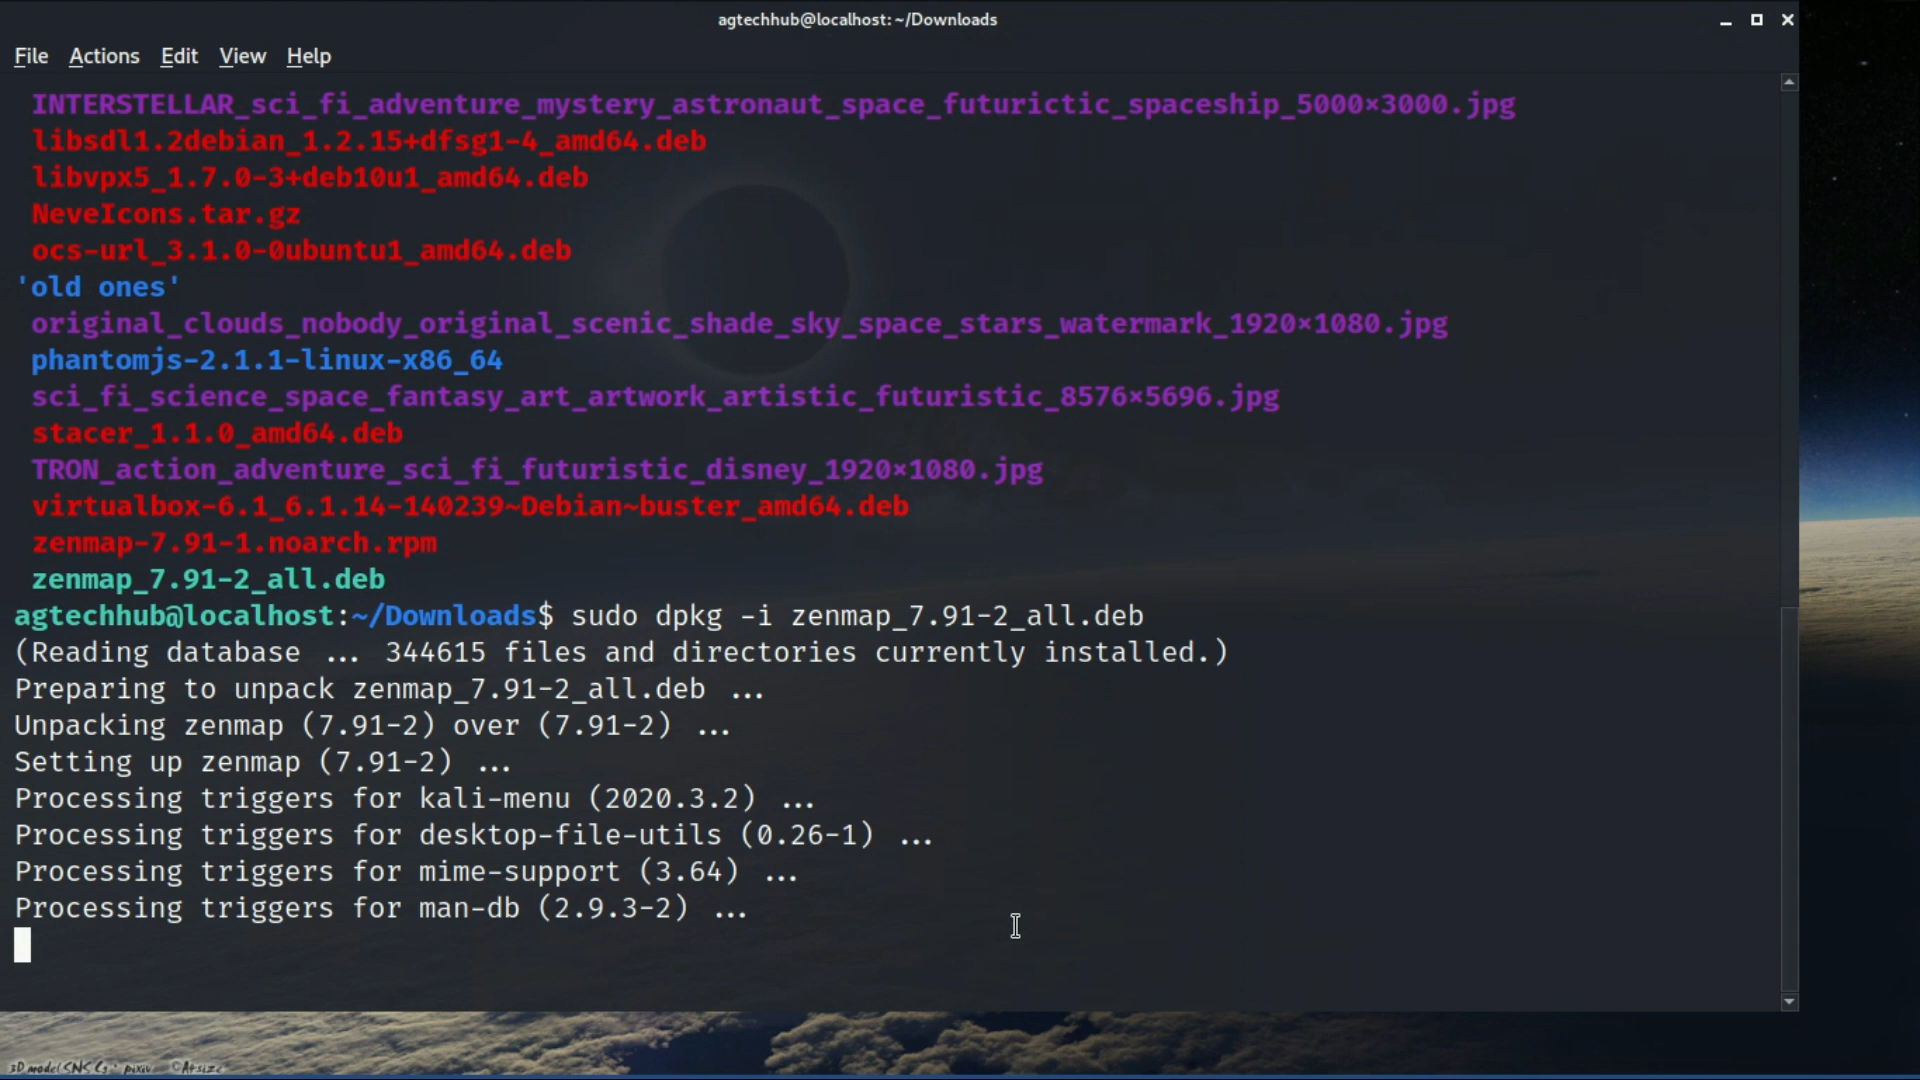 agtechhub@localhost: ~/Downloads
File Actions Edit View Help
INTERSTELLAR_sci_fi_adventure_mystery_astronaut_space_futurictic_spaceship_5000×3000.jpg
libsdl1.2debian_1.2.15+dfsg1-4_amd64.deb
libvpx5_1.7.0-3+deb10u1_amd64.deb
NeveIcons.tar.gz
ocs-url_3.1.0-0ubuntu1_amd64.deb
'old ones'
original_clouds_nobody_original_scenic_shade_sky_space_stars_watermark_1920×1080.jpg
phantomjs-2.1.1-linux-x86_64
sci_fi_science_space_fantasy_art_artwork_artistic_futuristic_8576×5696.jpg
stacer_1.1.0_amd64.deb
TRON_action_adventure_sci_fi_futuristic_disney_1920×1080.jpg
virtualbox-6.1_6.1.14-140239~Debian~buster_amd64.deb
zenmap-7.91-1.noarch.rpm
zenmap_7.91-2_all.deb
agtechhub@localhost:~/Downloads$ sudo dpkg -i zenmap_7.91-2_all.deb
(Reading database ... 344615 files and directories currently installed.)
Preparing to unpack zenmap_7.91-2_all.deb ...
Unpacking zenmap (7.91-2) over (7.91-2) ...
Setting up zenmap (7.91-2) ...
Processing triggers for kali-menu (2020.3.2) ...
Processing triggers for desktop-file-utils (0.26-1) ...
Processing triggers for mime-support (3.64) ...
Processing triggers for man-db (2.9.3-2) ...
3D model SNS pixiv